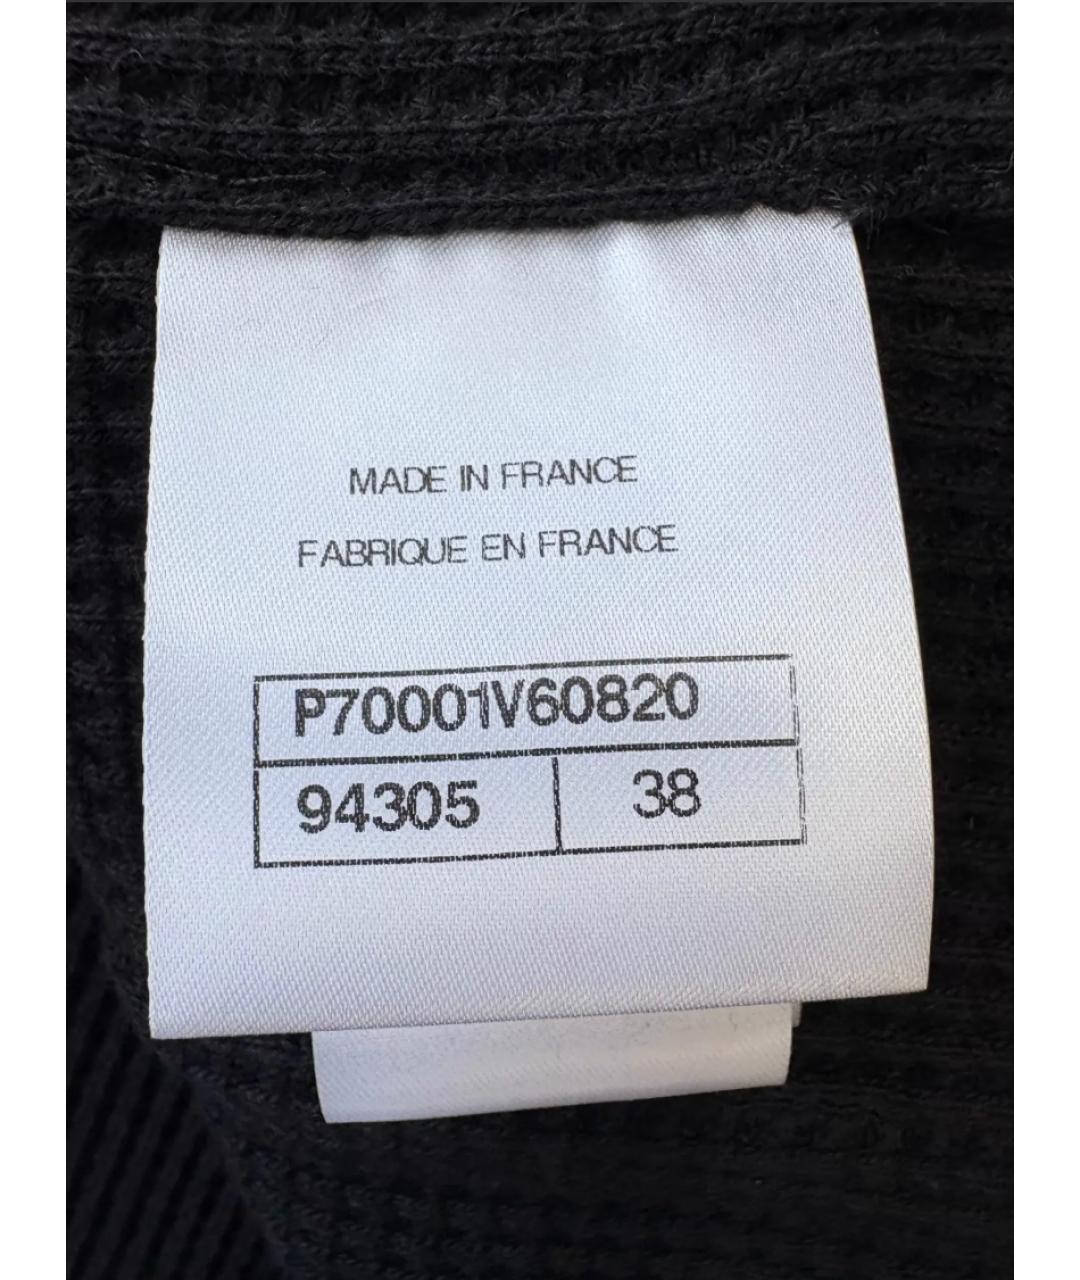 MADE IN FRANCE
FABRIQUE EN FRANCE
P70001V60820
94305 38